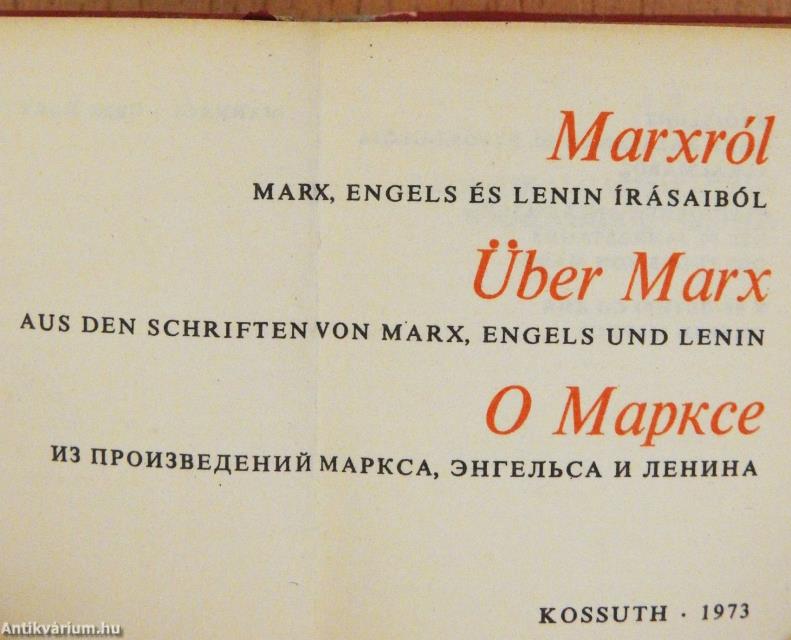 Marxról
MARX, ENGELS ÉS LENIN ÍRÁSAIBÓL
Über Marx
AUS DEN SCHRIFTEN VON MARX, ENGELS UND LENIN
О Марксе
ИЗ ПРОИЗВЕДЕНИЙ МАРКСА, ЭНГЕЛЬСА И ЛЕНИНА
KOSSUTH · 1973
Antikvárium.hu